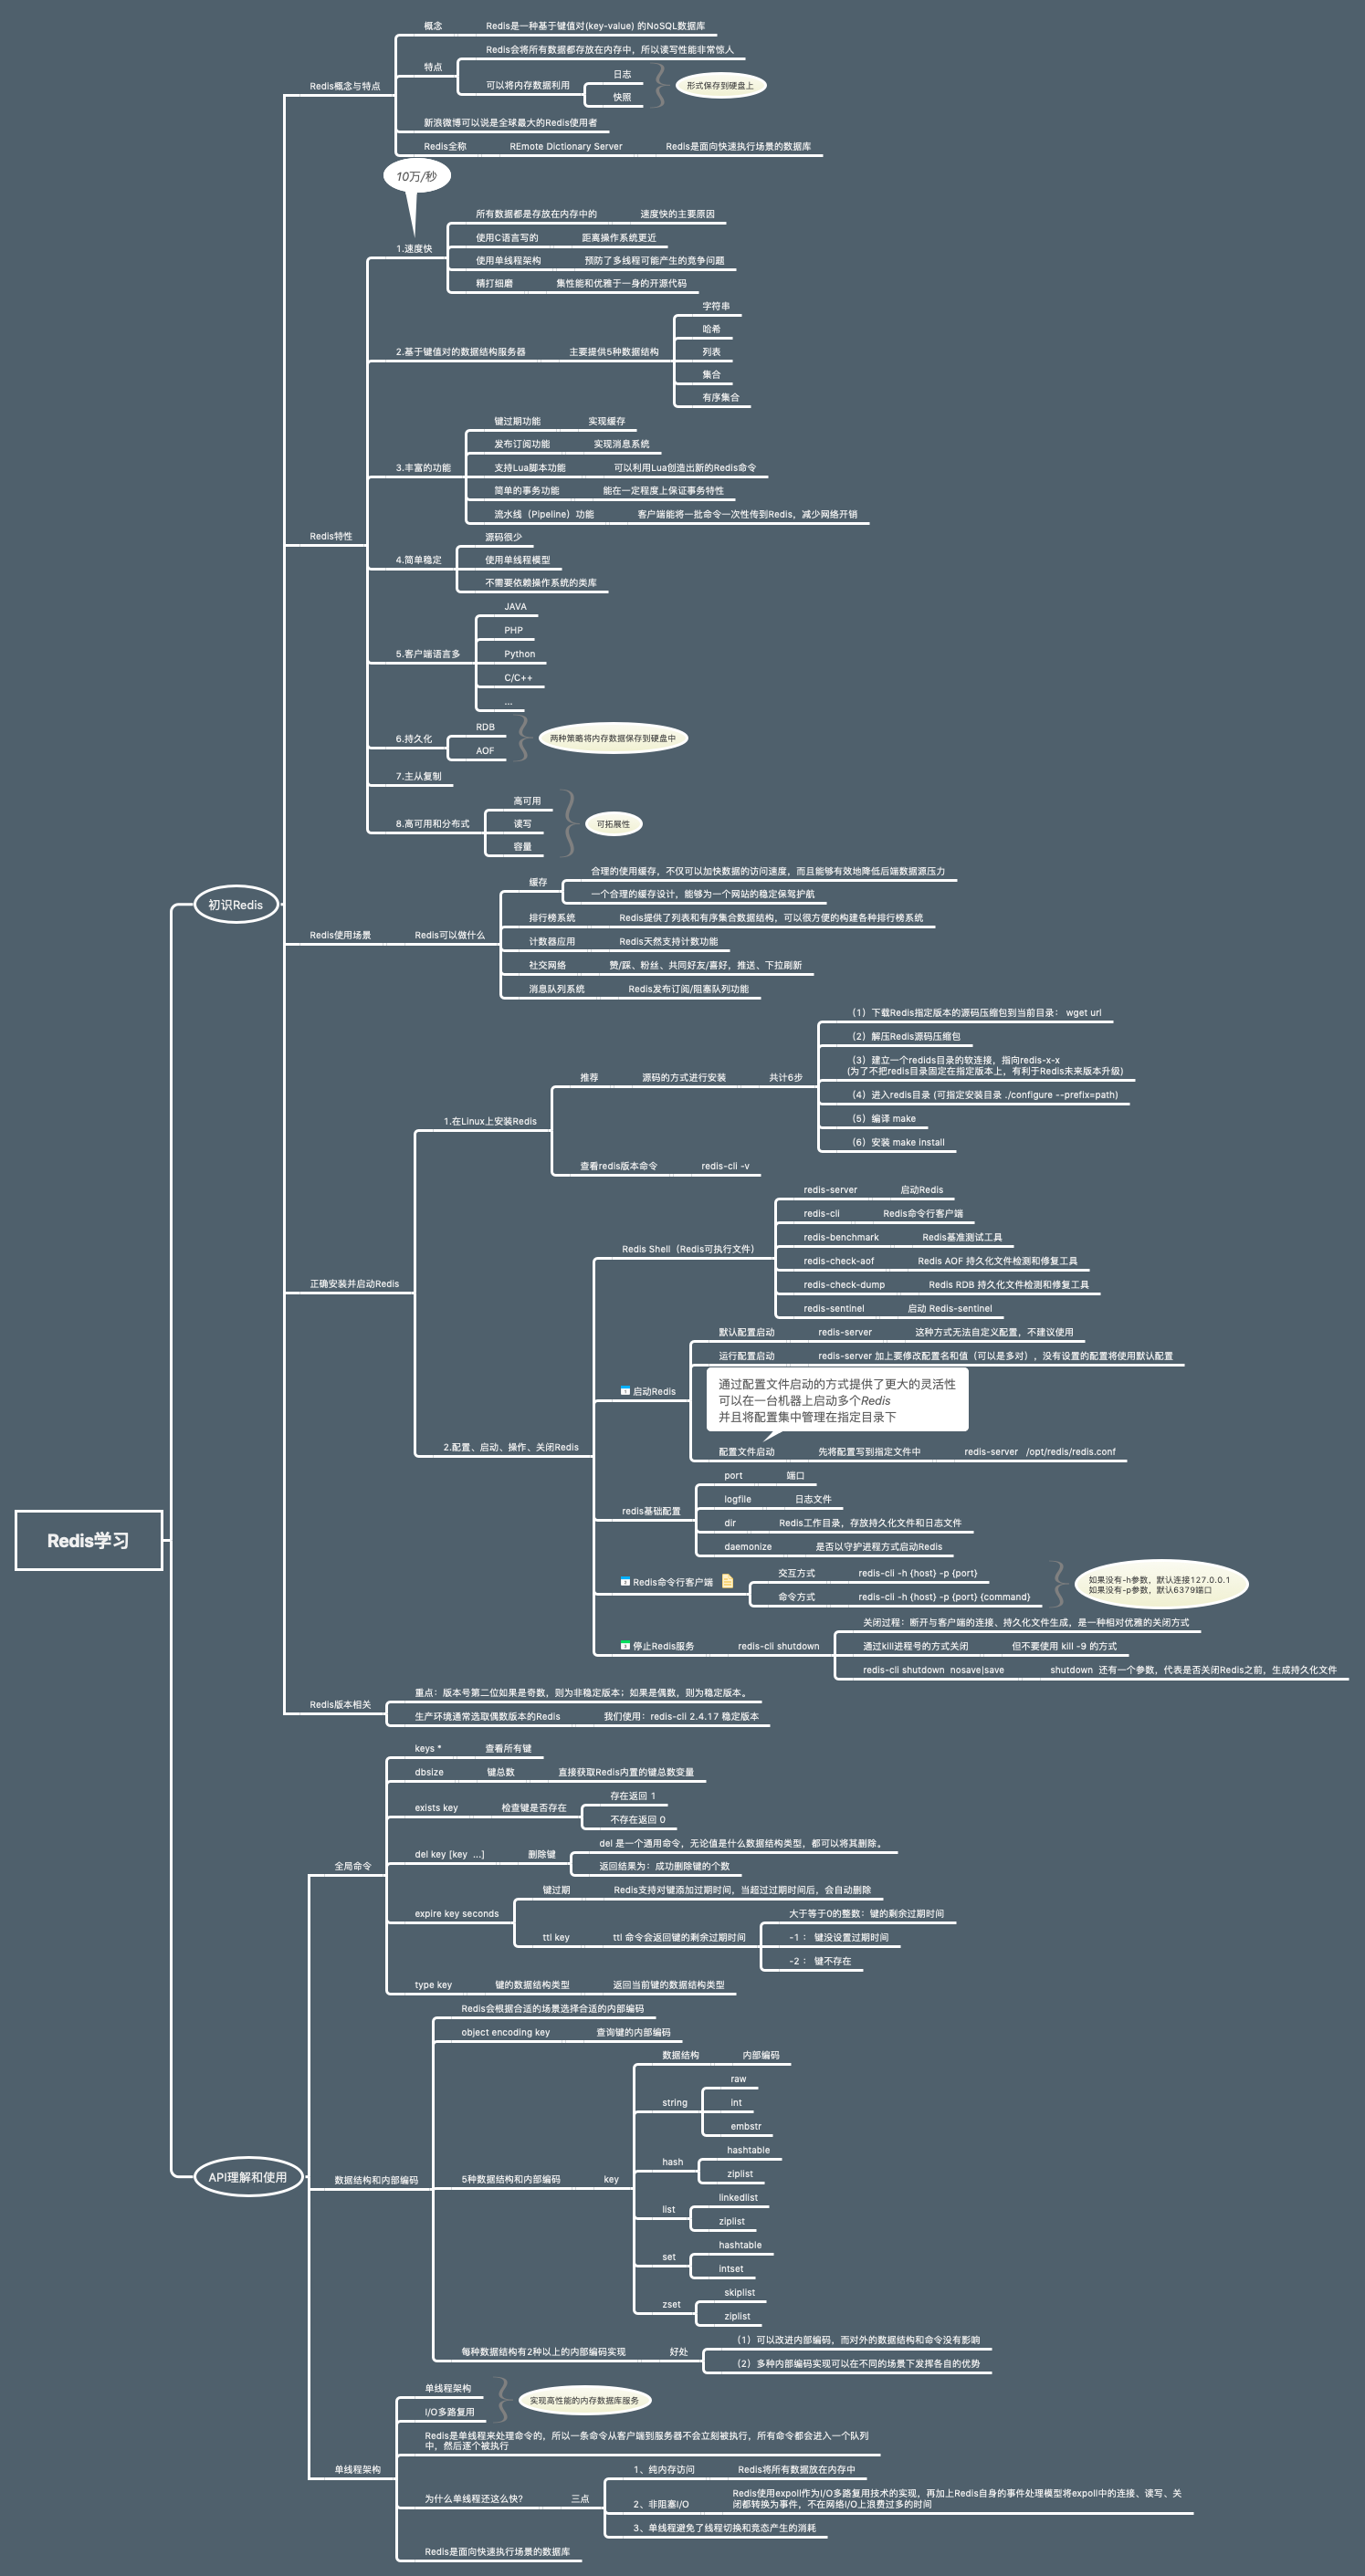 Redis学习
初识Redis
Redis概念与特点
概念
Redis是一种基于键值对(key-value) 的NoSQL数据库
特点
Redis会将所有数据都存放在内存中，所以读写性能非常惊人
可以将内存数据利用
日志
快照
形式保存到硬盘上
新浪微博可以说是全球最大的Redis使用者
Redis全称
REmote Dictionary Server
Redis是面向快速执行场景的数据库
Redis特性
10万/秒
1.速度快
所有数据都是存放在内存中的
速度快的主要原因
使用C语言写的
距离操作系统更近
使用单线程架构
预防了多线程可能产生的竞争问题
精打细磨
集性能和优雅于一身的开源代码
2.基于键值对的数据结构服务器
主要提供5种数据结构
字符串
哈希
列表
集合
有序集合
3.丰富的功能
键过期功能
实现缓存
发布订阅功能
实现消息系统
支持Lua脚本功能
可以利用Lua创造出新的Redis命令
简单的事务功能
能在一定程度上保证事务特性
流水线（Pipeline）功能
客户端能将一批命令一次性传到Redis，减少网络开销
4.简单稳定
源码很少
使用单线程模型
不需要依赖操作系统的类库
5.客户端语言多
JAVA
PHP
Python
C/C++
...
6.持久化
RDB
AOF
两种策略将内存数据保存到硬盘中
7.主从复制
8.高可用和分布式
高可用
读写
容量
可拓展性
Redis使用场景
Redis可以做什么
缓存
合理的使用缓存，不仅可以加快数据的访问速度，而且能够有效地降低后端数据源压力
一个合理的缓存设计，能够为一个网站的稳定保驾护航
排行榜系统
Redis提供了列表和有序集合数据结构，可以很方便的构建各种排行榜系统
计数器应用
Redis天然支持计数功能
社交网络
赞/踩、粉丝、共同好友/喜好，推送、下拉刷新
消息队列系统
Redis发布订阅/阻塞队列功能
正确安装并启动Redis
1.在Linux上安装Redis
推荐
源码的方式进行安装
共计6步
（1）下载Redis指定版本的源码压缩包到当前目录： wget url
（2）解压Redis源码压缩包
（3）建立一个redids目录的软连接，指向redis-x-x
(为了不把redis目录固定在指定版本上，有利于Redis未来版本升级)
（4）进入redis目录 (可指定安装目录 ./configure --prefix=path)
（5）编译 make
（6）安装 make install
查看redis版本命令
redis-cli -v
2.配置、启动、操作、关闭Redis
Redis Shell（Redis可执行文件）
redis-server
启动Redis
redis-cli
Redis命令行客户端
redis-benchmark
Redis基准测试工具
redis-check-aof
Redis AOF 持久化文件检测和修复工具
redis-check-dump
Redis RDB 持久化文件检测和修复工具
redis-sentinel
启动 Redis-sentinel
启动Redis
默认配置启动
redis-server
这种方式无法自定义配置，不建议使用
运行配置启动
redis-server 加上要修改配置名和值（可以是多对），没有设置的配置将使用默认配置
通过配置文件启动的方式提供了更大的灵活性
可以在一台机器上启动多个Redis
并且将配置集中管理在指定目录下
配置文件启动
先将配置写到指定文件中
redis-server /opt/redis/redis.conf
redis基础配置
port
端口
logfile
日志文件
dir
Redis工作目录，存放持久化文件和日志文件
daemonize
是否以守护进程方式启动Redis
Redis命令行客户端
交互方式
redis-cli -h {host} -p {port}
命令方式
redis-cli -h {host} -p {port} {command}
如果没有-h参数，默认连接127.0.0.1
如果没有-p参数，默认6379端口
停止Redis服务
redis-cli shutdown
关闭过程：断开与客户端的连接、持久化文件生成，是一种相对优雅的关闭方式
通过kill进程号的方式关闭
但不要使用 kill -9 的方式
redis-cli shutdown nosave|save
shutdown 还有一个参数，代表是否关闭Redis之前，生成持久化文件
Redis版本相关
重点：版本号第二位如果是奇数，则为非稳定版本；如果是偶数，则为稳定版本。
生产环境通常选取偶数版本的Redis
我们使用：redis-cli 2.4.17 稳定版本
API理解和使用
全局命令
keys *
查看所有键
dbsize
键总数
直接获取Redis内置的键总数变量
exists key
检查键是否存在
存在返回 1
不存在返回 0
del key [key ...]
删除键
del 是一个通用命令，无论值是什么数据结构类型，都可以将其删除。
返回结果为：成功删除键的个数
expire key seconds
键过期
Redis支持对键添加过期时间，当超过过期时间后，会自动删除
ttl key
ttl 命令会返回键的剩余过期时间
大于等于0的整数：键的剩余过期时间
-1 ： 键没设置过期时间
-2 ： 键不存在
type key
键的数据结构类型
返回当前键的数据结构类型
数据结构和内部编码
Redis会根据合适的场景选择合适的内部编码
object encoding key
查询键的内部编码
5种数据结构和内部编码
key
数据结构
内部编码
string
raw
int
embstr
hash
hashtable
ziplist
list
linkedlist
ziplist
set
hashtable
intset
zset
skiplist
ziplist
每种数据结构有2种以上的内部编码实现
好处
（1）可以改进内部编码，而对外的数据结构和命令没有影响
（2）多种内部编码实现可以在不同的场景下发挥各自的优势
单线程架构
单线程架构
I/O多路复用
实现高性能的内存数据库服务
Redis是单线程来处理命令的，所以一条命令从客户端到服务器不会立刻被执行，所有命令都会进入一个队列
中，然后逐个被执行
为什么单线程还这么快？
三点
1、纯内存访问
Redis将所有数据放在内存中
2、非阻塞I/O
Redis使用expoll作为I/O多路复用技术的实现，再加上Redis自身的事件处理模型将expoll中的连接、读写、关
闭都转换为事件，不在网络I/O上浪费过多的时间
3、单线程避免了线程切换和竞态产生的消耗
Redis是面向快速执行场景的数据库